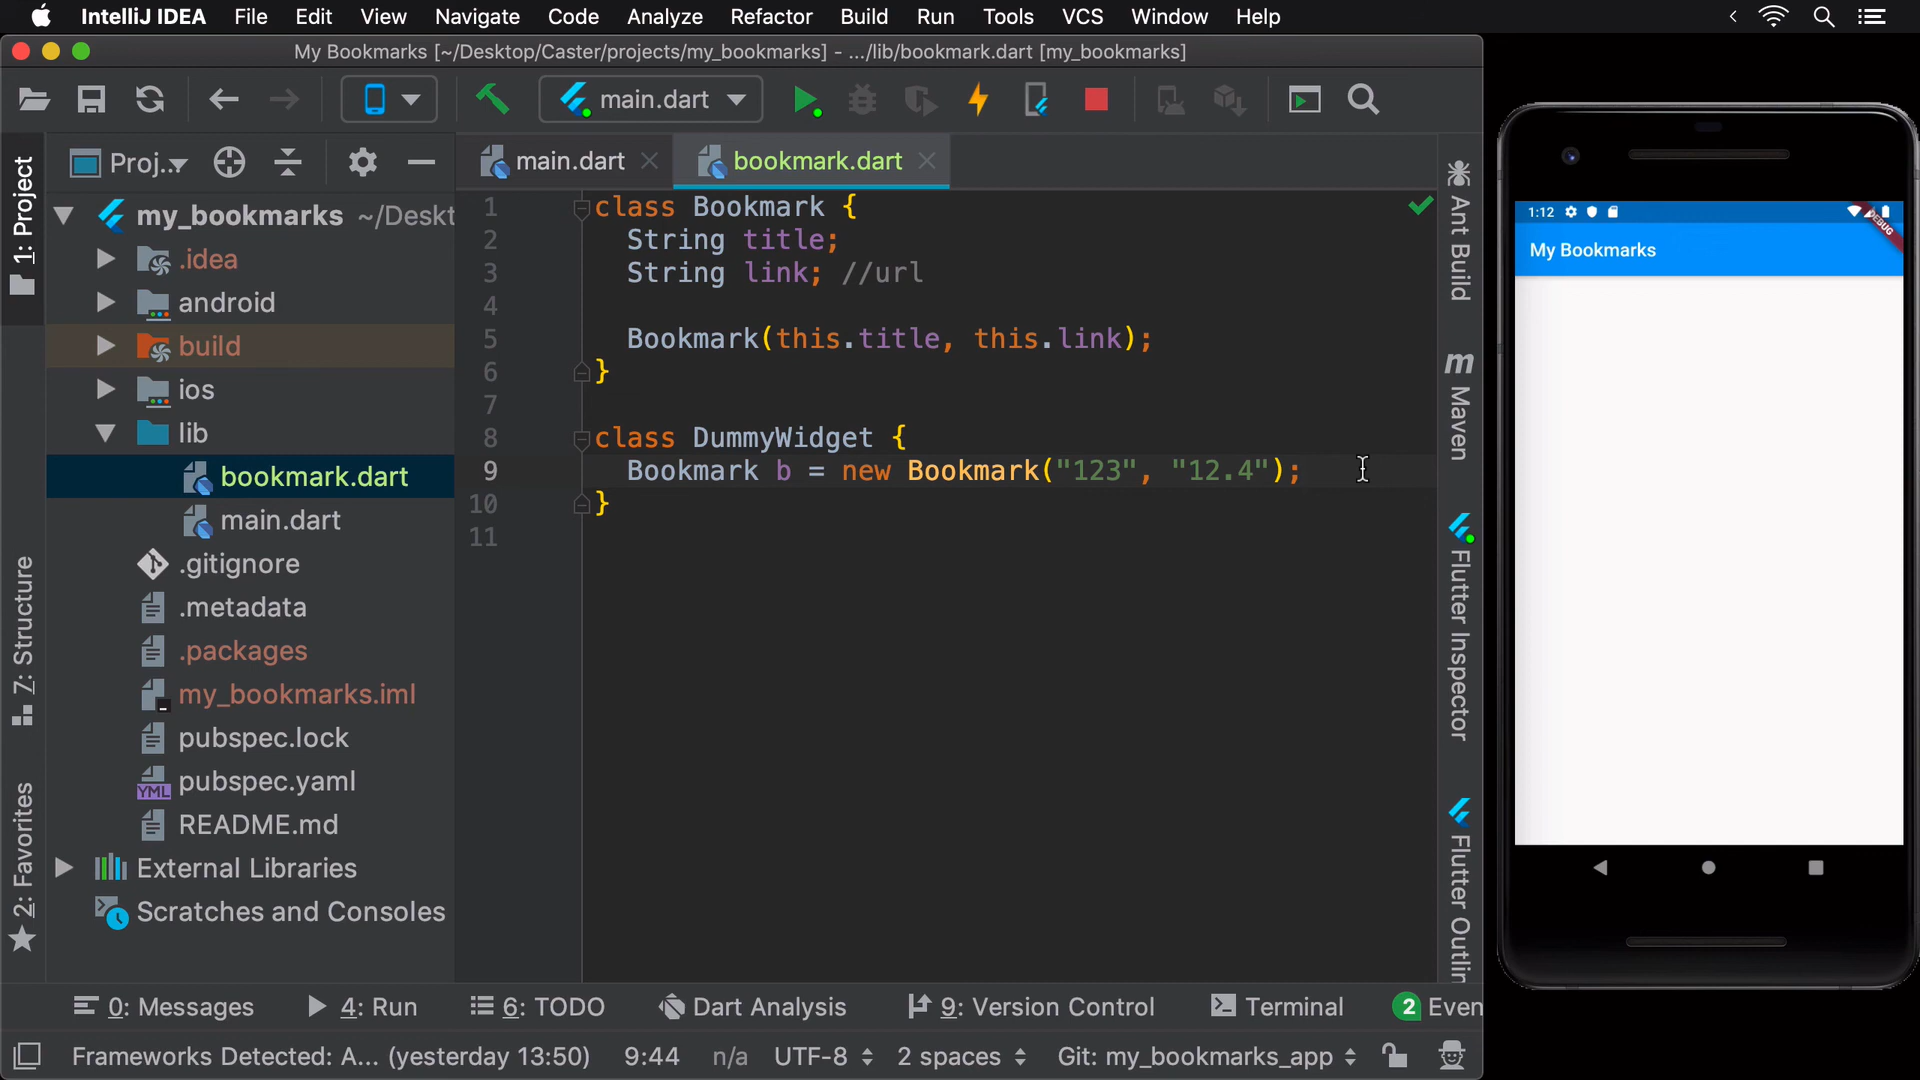 IntelliJ IDEA File Edit View Navigate Code Analyze Refactor Build Run Tools VCS Window Help
My Bookmarks [~/Desktop/Caster/projects/my_bookmarks] - .../lib/bookmark.dart [my_bookmarks]
main.dart
1: Project
Proj..
main.dart
bookmark.dart
my_bookmarks ~/Deskt
.idea
android
build
ios
lib
bookmark.dart
main.dart
.gitignore
.metadata
.packages
my_bookmarks.iml
pubspec.lock
YML pubspec.yaml
README.md
External Libraries
Scratches and Consoles
Z: Structure
2: Favorites
1 class Bookmark {
2 String title;
3 String link; //url
4
5 Bookmark(this.title, this.link);
6 }
7
8 class DummyWidget {
9 Bookmark b = new Bookmark("123", "12.4");
10 }
11
Ant Build
m Maven
Flutter Inspector
Flutter Outlin
1:12
DEBUG
My Bookmarks
0: Messages 4: Run 6: TODO Dart Analysis 9: Version Control Terminal 2 Even
Frameworks Detected: A... (yesterday 13:50) 9:44 n/a UTF-8 2 spaces Git: my_bookmarks_app